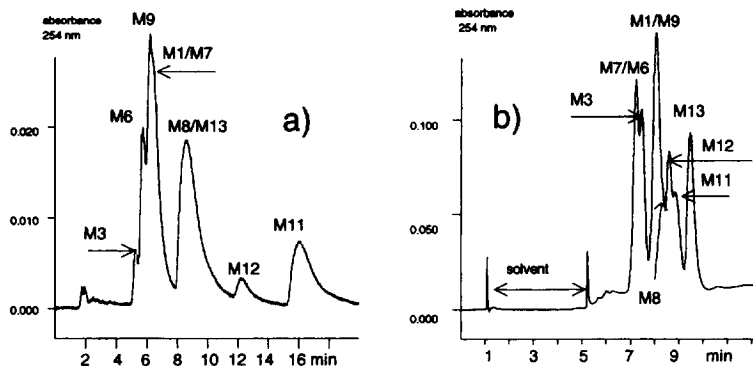 absorbance
254 nm
M9
M1/M7
M6
M8/M13
a)
M3
M11
M12
0.020
0.010
0.000
2 4 6 8 10 12 14 16 min
absorbance
254 nm
M1/M9
M7/M6
M3
M13
b)
M12
M11
solvent
M8
0.100
0.050
0.000
1 3 5 7 9 min